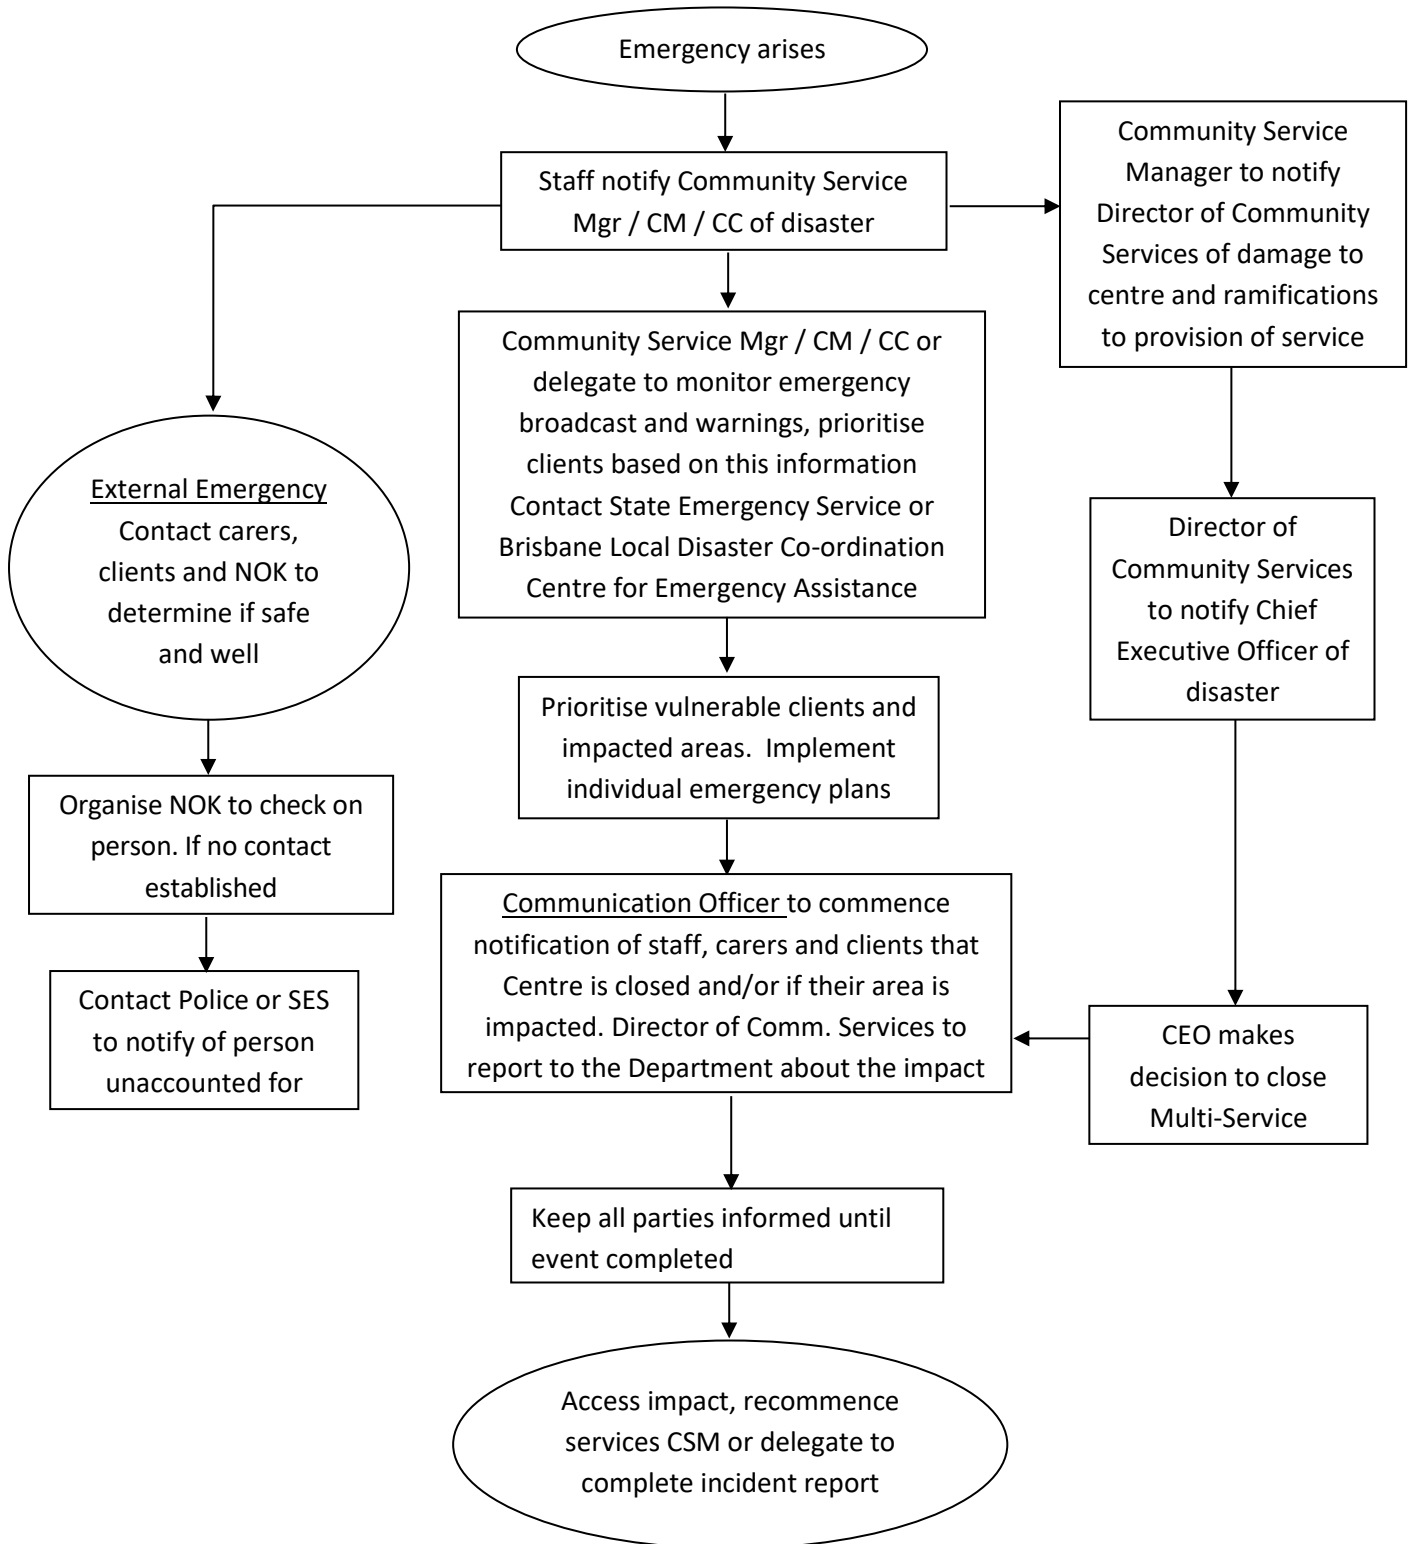 Emergency arises
Staff notify Community Service
Mgr / CM / CC of disaster
Community Service
Manager to notify
Director of Community
Services of damage to
centre and ramifications
to provision of service
Community Service Mgr / CM / CC or
delegate to monitor emergency
broadcast and warnings, prioritise
clients based on this information
Contact State Emergency Service or
Brisbane Local Disaster Co-ordination
Centre for Emergency Assistance
External Emergency
Contact carers,
clients and NOK to
determine if safe
and well
Director of
Community Services
to notify Chief
Executive Officer of
disaster
Prioritise vulnerable clients and
impacted areas.  Implement
individual emergency plans
Organise NOK to check on
person. If no contact
established
Communication Officer to commence
notification of staff, carers and clients that
Centre is closed and/or if their area is
impacted. Director of Comm. Services to
report to the Department about the impact
Contact Police or SES
to notify of person
unaccounted for
CEO makes
decision to close
Multi-Service
Keep all parties informed until
event completed
Access impact, recommence
services CSM or delegate to
complete incident report